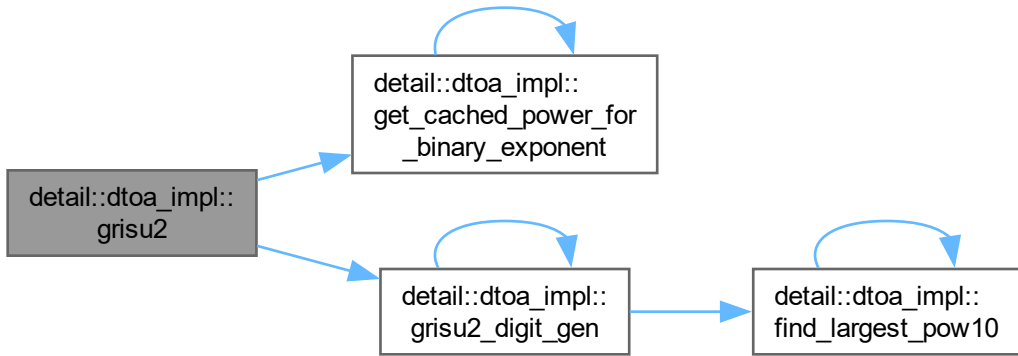 detail::dtoa_impl::
grisu2
detail::dtoa_impl::
get_cached_power_for
_binary_exponent
detail::dtoa_impl::
grisu2_digit_gen
detail::dtoa_impl::
find_largest_pow10